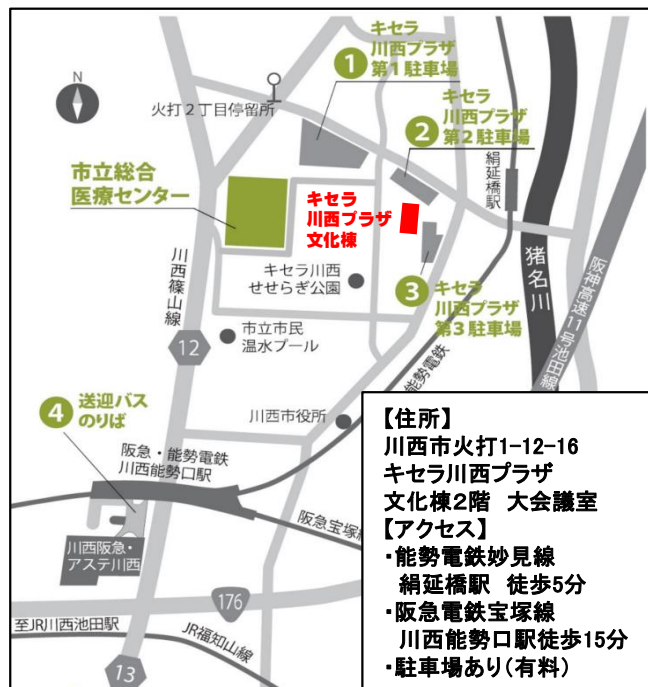 キセラ
川西プラザ
第1駐車場
1
N
火打2丁目停留所
キセラ
川西プラザ
第2駐車場
2
絹延橋駅
市立総合
医療センター
キセラ
川西プラザ
文化棟
川西篠山線
キセラ川西
せせらぎ公園
3
キセラ
川西プラザ
第3駐車場
猪名川
阪神高速11号池田線
12
市立市民
温水プール
能勢電鉄
4
送迎バス
のりば
川西市役所
阪急・能勢電鉄
川西能勢口駅
阪急宝塚線
川西阪急・
アステ川西
176
至JR川西池田駅
JR福知山線
13
【住所】
川西市火打1-12-16
キセラ川西プラザ
文化棟2階 大会議室
【アクセス】
・能勢電鉄妙見線
絹延橋駅 徒歩5分
・阪急電鉄宝塚線
川西能勢口駅徒歩15分
・駐車場あり(有料)